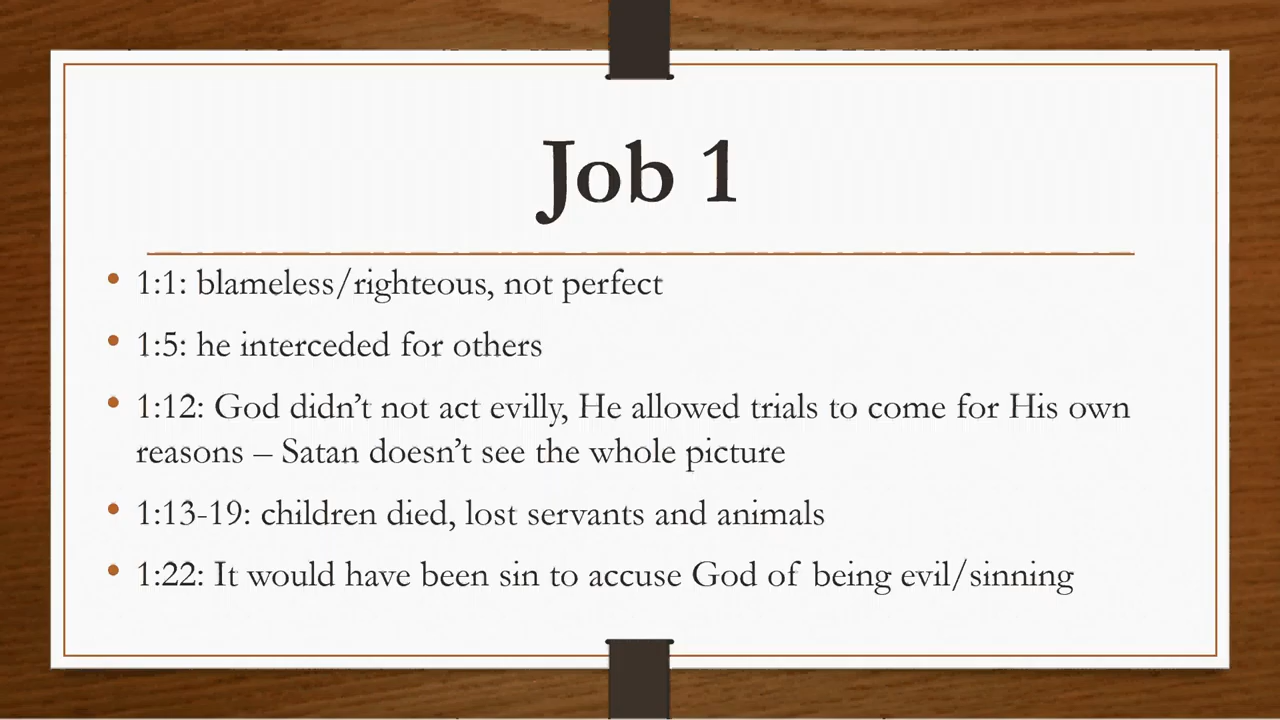 Job 1
• 1:1: blameless/righteous, not perfect
• 1:5: he interceded for others
• 1:12: God didn’t not act evilly, He allowed trials to come for His own
reasons – Satan doesn’t see the whole picture
• 1:13-19: children died, lost servants and animals
• 1:22: It would have been sin to accuse God of being evil/sinning